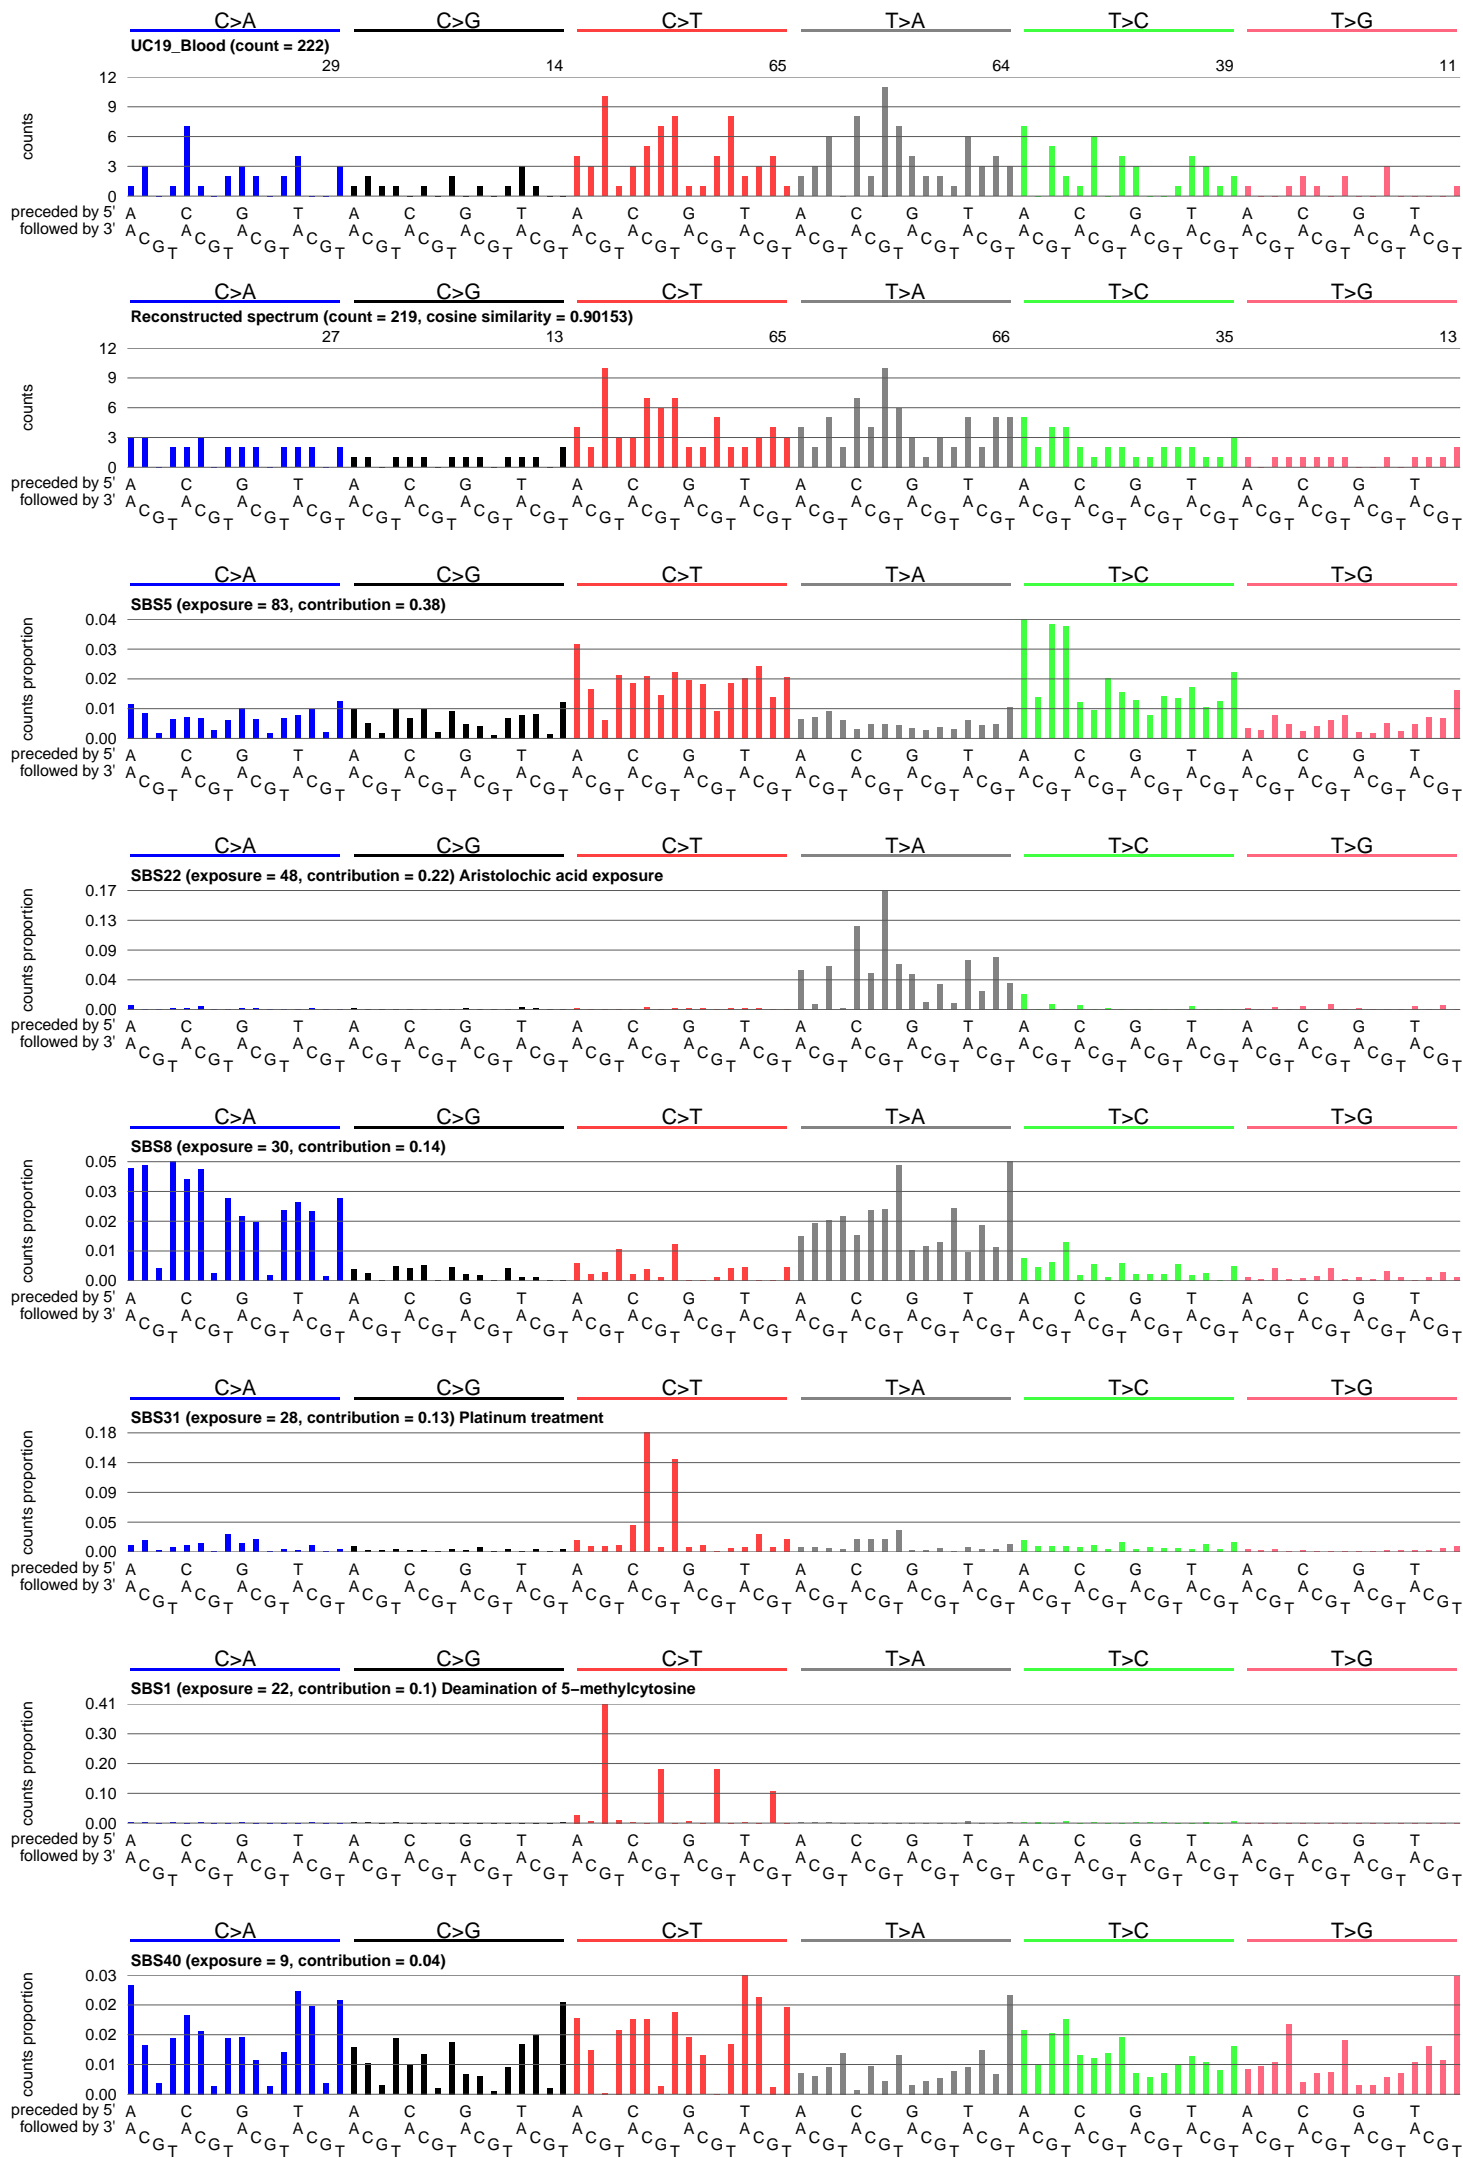 C>A C>G C>T T>A T>C T>G
UC19_Blood (count = 222)
29 14 65 64 39 11
12
9
6
3
0
counts
preceded by 5' A C G T A C G T A C G T A C G T A C G T A C G T
followed by 3' A C G T A C G T A C G T A C G T A C G T A C G T A C G T A C G T A C G T A C G T A C G T A C G T A C G T A C G T A C G T A C G T A C G T A C G T A C G T A C G T A C G T A C G T A C G T A C G T
C>A C>G C>T T>A T>C T>G
Reconstructed spectrum (count = 219, cosine similarity = 0.90153)
27 13 65 66 35 13
12
9
6
3
0
counts
preceded by 5' A C G T A C G T A C G T A C G T A C G T A C G T
followed by 3' A C G T A C G T A C G T A C G T A C G T A C G T A C G T A C G T A C G T A C G T A C G T A C G T A C G T A C G T A C G T A C G T A C G T A C G T A C G T A C G T A C G T A C G T A C G T A C G T
C>A C>G C>T T>A T>C T>G
SBS5 (exposure = 83, contribution = 0.38)
0.04
0.03
0.02
0.01
0.00
counts proportion
preceded by 5' A C G T A C G T A C G T A C G T A C G T A C G T
followed by 3' A C G T A C G T A C G T A C G T A C G T A C G T A C G T A C G T A C G T A C G T A C G T A C G T A C G T A C G T A C G T A C G T A C G T A C G T A C G T A C G T A C G T A C G T A C G T A C G T
C>A C>G C>T T>A T>C T>G
SBS22 (exposure = 48, contribution = 0.22) Aristolochic acid exposure
0.17
0.13
0.09
0.04
0.00
counts proportion
preceded by 5' A C G T A C G T A C G T A C G T A C G T A C G T
followed by 3' A C G T A C G T A C G T A C G T A C G T A C G T A C G T A C G T A C G T A C G T A C G T A C G T A C G T A C G T A C G T A C G T A C G T A C G T A C G T A C G T A C G T A C G T A C G T A C G T
C>A C>G C>T T>A T>C T>G
SBS8 (exposure = 30, contribution = 0.14)
0.05
0.03
0.02
0.01
0.00
counts proportion
preceded by 5' A C G T A C G T A C G T A C G T A C G T A C G T
followed by 3' A C G T A C G T A C G T A C G T A C G T A C G T A C G T A C G T A C G T A C G T A C G T A C G T A C G T A C G T A C G T A C G T A C G T A C G T A C G T A C G T A C G T A C G T A C G T A C G T
C>A C>G C>T T>A T>C T>G
SBS31 (exposure = 28, contribution = 0.13) Platinum treatment
0.18
0.14
0.09
0.05
0.00
counts proportion
preceded by 5' A C G T A C G T A C G T A C G T A C G T A C G T
followed by 3' A C G T A C G T A C G T A C G T A C G T A C G T A C G T A C G T A C G T A C G T A C G T A C G T A C G T A C G T A C G T A C G T A C G T A C G T A C G T A C G T A C G T A C G T A C G T A C G T
C>A C>G C>T T>A T>C T>G
SBS1 (exposure = 22, contribution = 0.1) Deamination of 5−methylcytosine
0.41
0.30
0.20
0.10
0.00
counts proportion
preceded by 5' A C G T A C G T A C G T A C G T A C G T A C G T
followed by 3' A C G T A C G T A C G T A C G T A C G T A C G T A C G T A C G T A C G T A C G T A C G T A C G T A C G T A C G T A C G T A C G T A C G T A C G T A C G T A C G T A C G T A C G T A C G T A C G T
C>A C>G C>T T>A T>C T>G
SBS40 (exposure = 9, contribution = 0.04)
0.03
0.02
0.02
0.01
0.00
counts proportion
preceded by 5' A C G T A C G T A C G T A C G T A C G T A C G T
followed by 3' A C G T A C G T A C G T A C G T A C G T A C G T A C G T A C G T A C G T A C G T A C G T A C G T A C G T A C G T A C G T A C G T A C G T A C G T A C G T A C G T A C G T A C G T A C G T A C G T